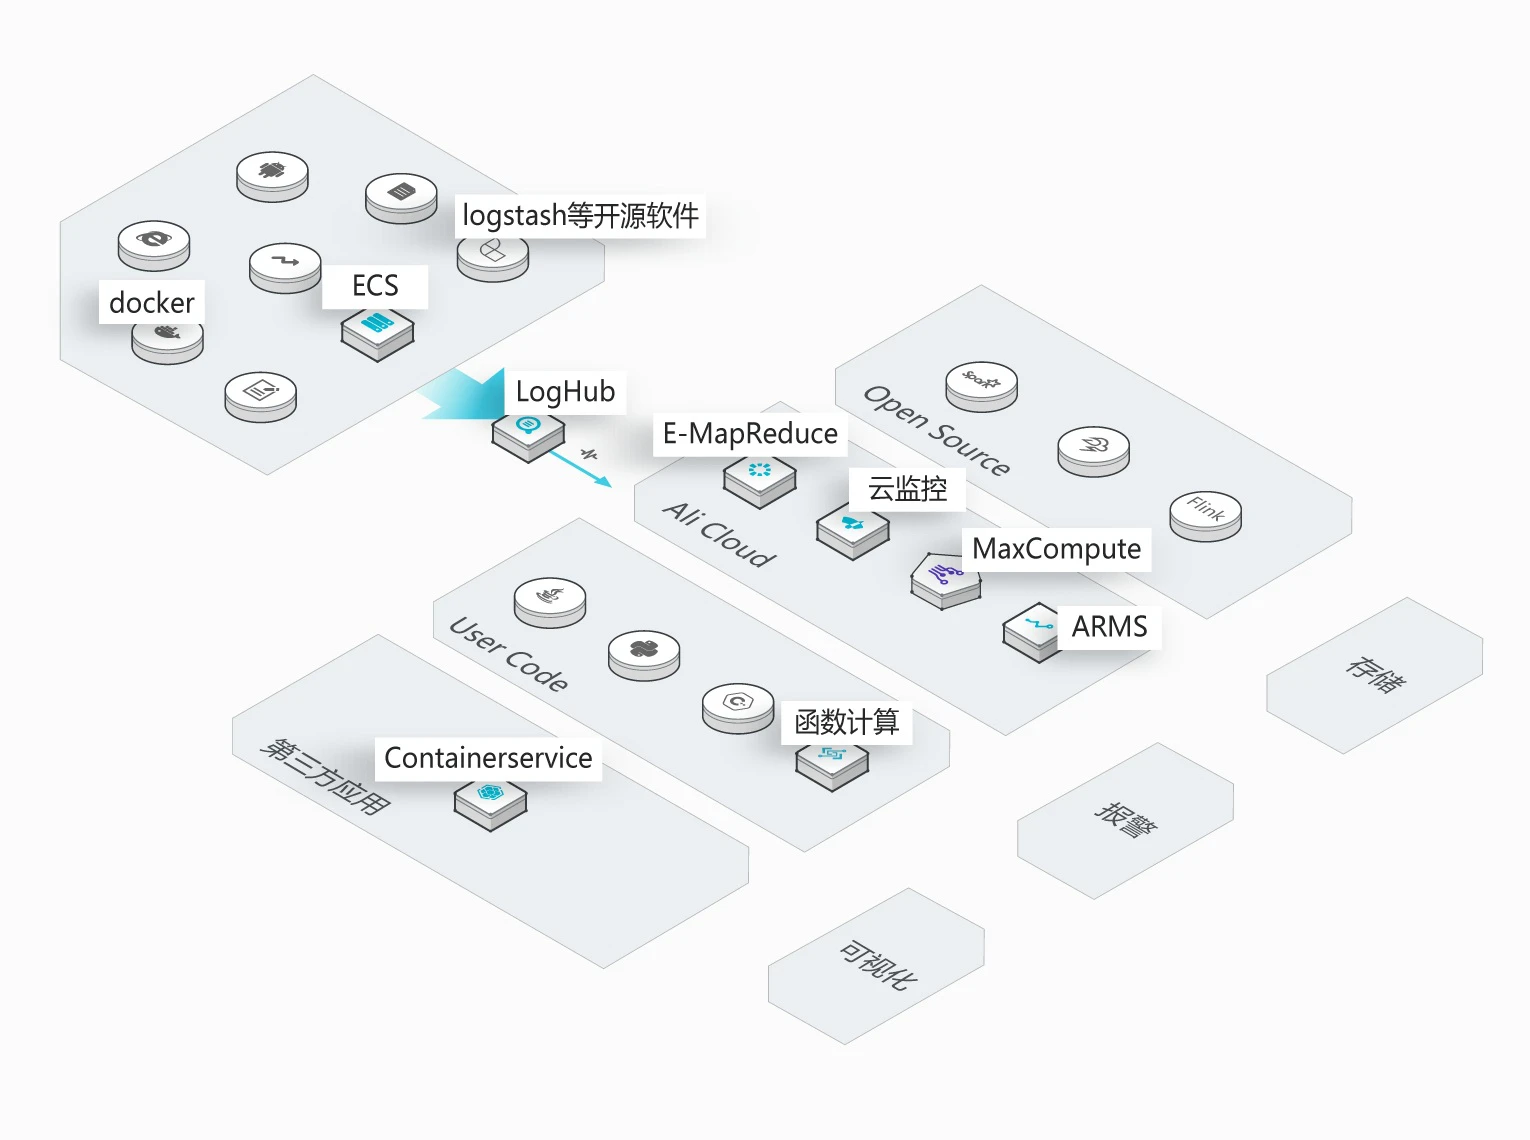 logstash等开源软件
ECS
docker
LogHub
Open Source
Spark
E-MapReduce
云监控
Flink
Ali Cloud
MaxCompute
ARMS
User Code
存储
函数计算
第三方应用
Containerservice
C
报警
可视化